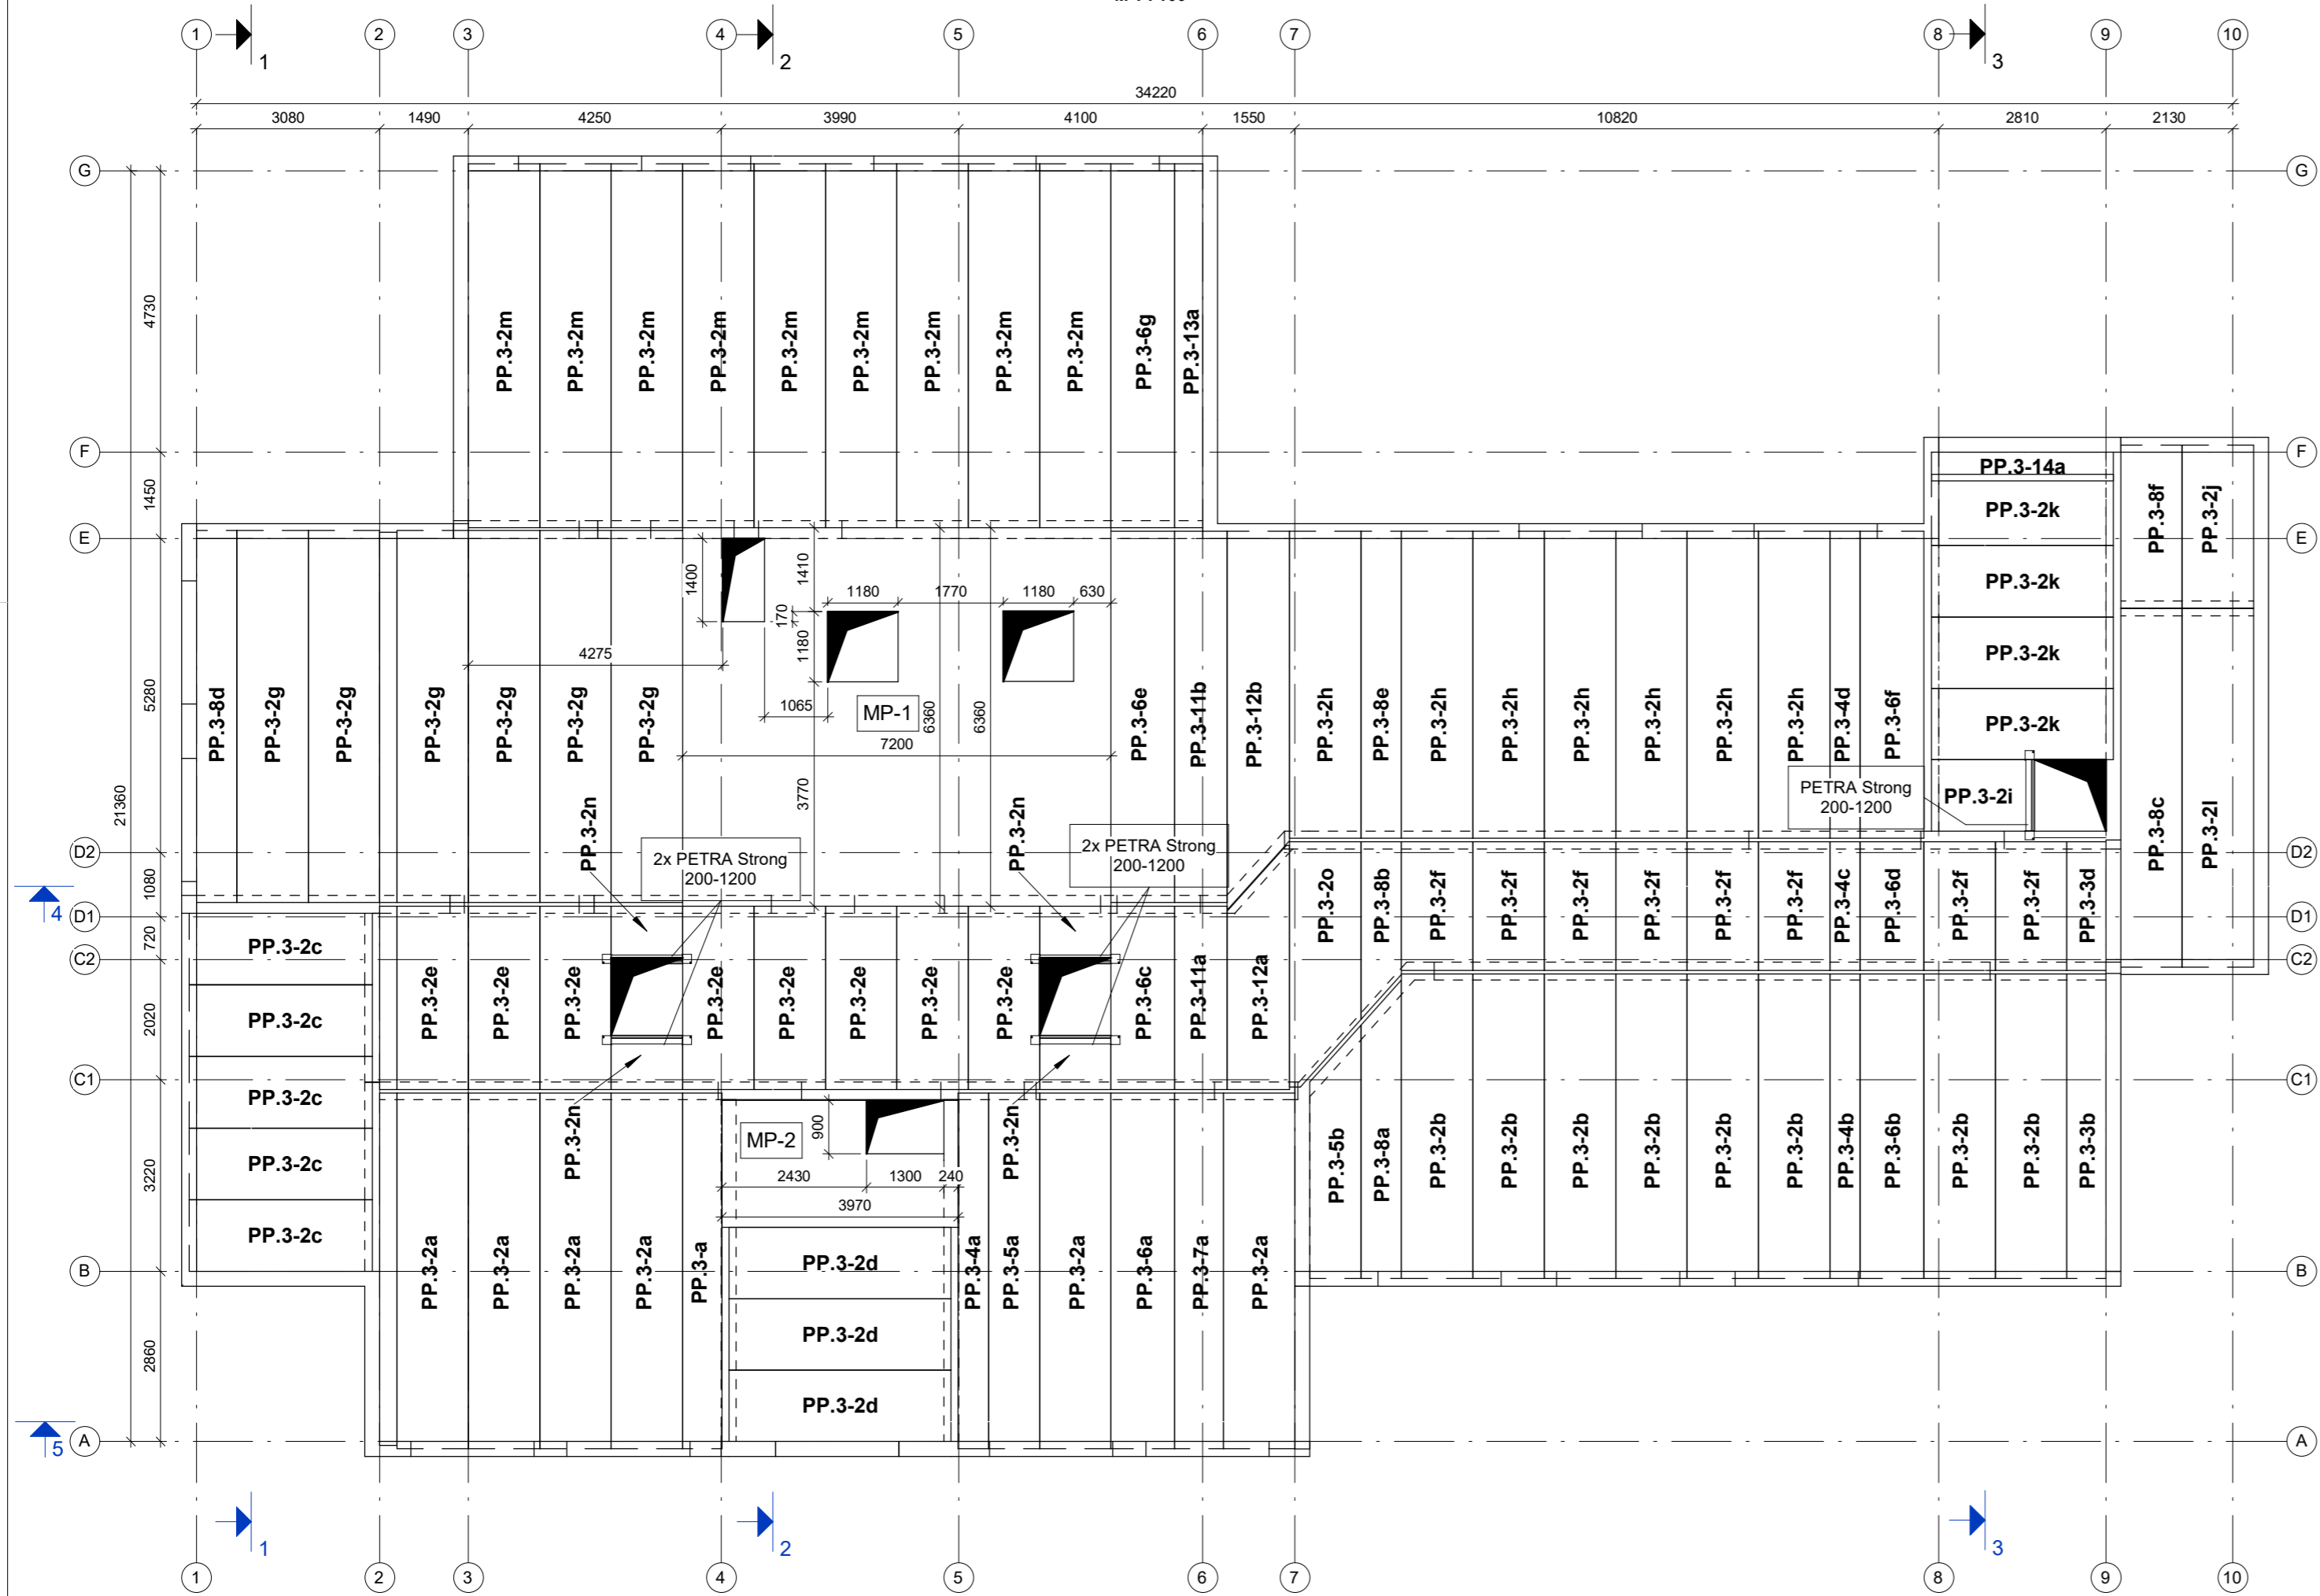 1 2 3 4 5 6 7 8 9 10
1 2 3
34220
3080 1490 4250 3990 4100 1550 10820 2810 2130
G G
4730
PP.3-2m PP.3-2m PP.3-2m PP.3-2m PP.3-2m PP.3-2m PP.3-2m PP.3-2m PP.3-2m PP.3-6g PP.3-13a
F F
1450
PP.3-14a
PP.3-2k
PP.3-8f PP.3-2j
E E
1400 1410
PP.3-2k
1180 1770 1180 630
170
1180
4275
PP.3-2k
5280
PP.3-8d PP-3-2g PP-3-2g PP-3-2g PP-3-2g PP-3-2g PP-3-2g
1065 MP-1 6360 6360
PP.3-6e PP.3-11b PP.3-12b PP.3-2h PP.3-8e PP.3-2h PP.3-2h PP.3-2h PP.3-2h PP.3-2h PP.3-2h PP.3-4d PP.3-6f
PP.3-2k
7200
21360
3770
PP.3-2n PP.3-2n
PETRA Strong
200-1200
PP.3-2i
PP.3-8c PP.3-2l
2x PETRA Strong
200-1200
2x PETRA Strong
200-1200
D2 D2
1080
4
PP.3-2o PP.3-8b PP.3-2f PP.3-2f PP.3-2f PP.3-2f PP.3-2f PP.3-2f PP.3-4c PP.3-6d PP.3-2f PP.3-2f PP.3-3d
D1 D1
720
PP.3-2c
C2 C2
2020
PP.3-2c
PP.3-2e PP.3-2e PP.3-2e PP.3-2e PP.3-2e PP.3-2e PP.3-2e PP.3-2e PP.3-6c PP.3-11a PP.3-12a
C1 C1
PP.3-2c
PP.3-2n MP-2 900 PP.3-2n
PP.3-5b PP.3-8a PP.3-2b PP.3-2b PP.3-2b PP.3-2b PP.3-2b PP.3-2b PP.3-4b PP.3-6b PP.3-2b PP.3-2b PP.3-3b
3220
PP.3-2c
2430 1300 240
3970
PP.3-2c
PP.3-2a PP.3-2a PP.3-2a PP.3-2a PP.3-a
PP.3-2d
PP.3-4a PP.3-5a PP.3-2a PP.3-6a PP.3-7a PP.3-2a
B B
PP.3-2d
2860
PP.3-2d
5
A A
1 2 3
1 2 3 4 5 6 7 8 9 10